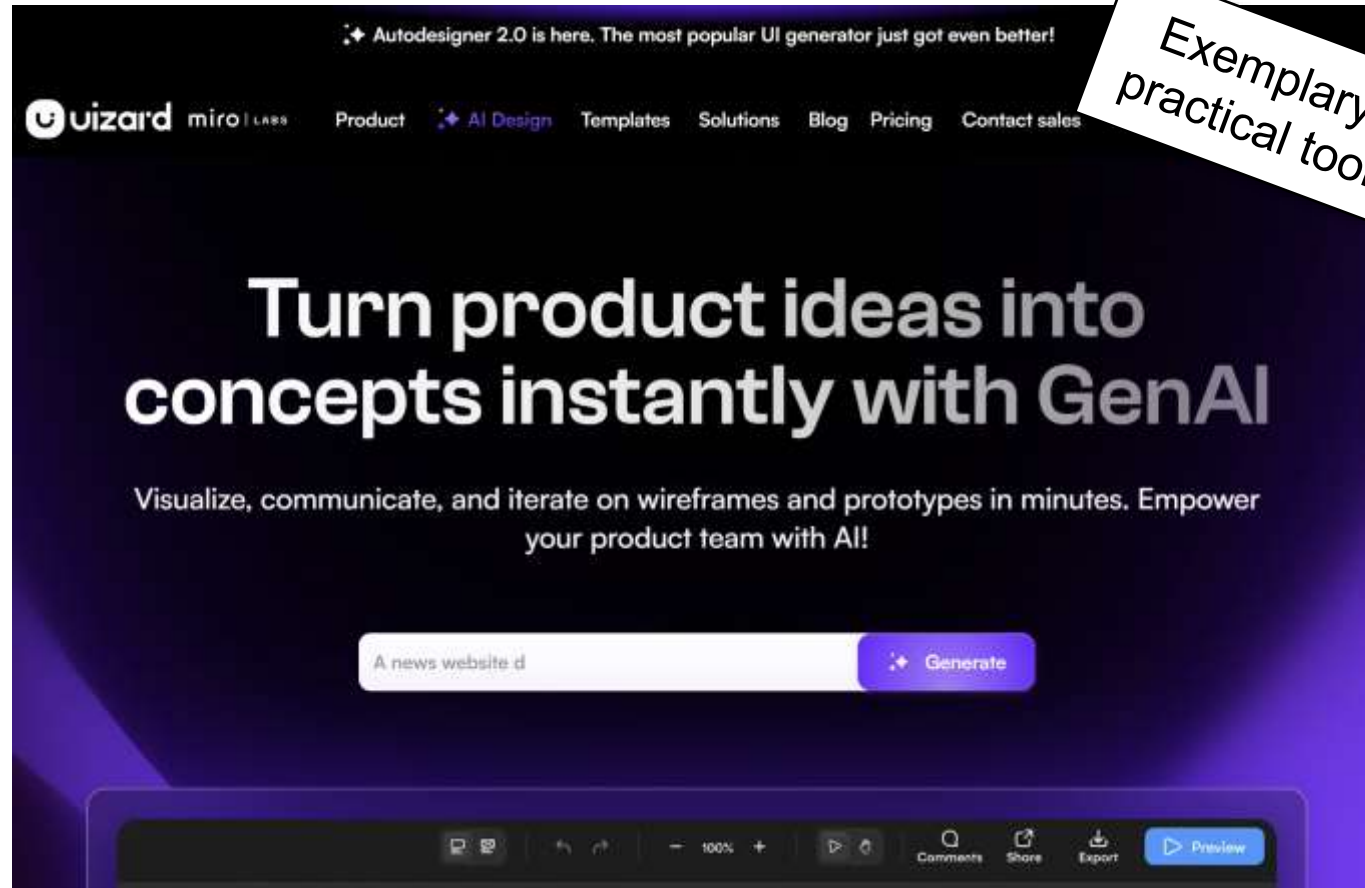 Autodesigner 2.0 is here. The most popular UI generator just got even better!
Exemplary
practical tool
uizard miro LABS Product AI Design Templates Solutions Blog Pricing Contact sales
Turn product ideas into
concepts instantly with GenAI
Visualize, communicate, and iterate on wireframes and prototypes in minutes. Empower
your product team with AI!
A news website d
Generate
100%
Comments Share Export Preview